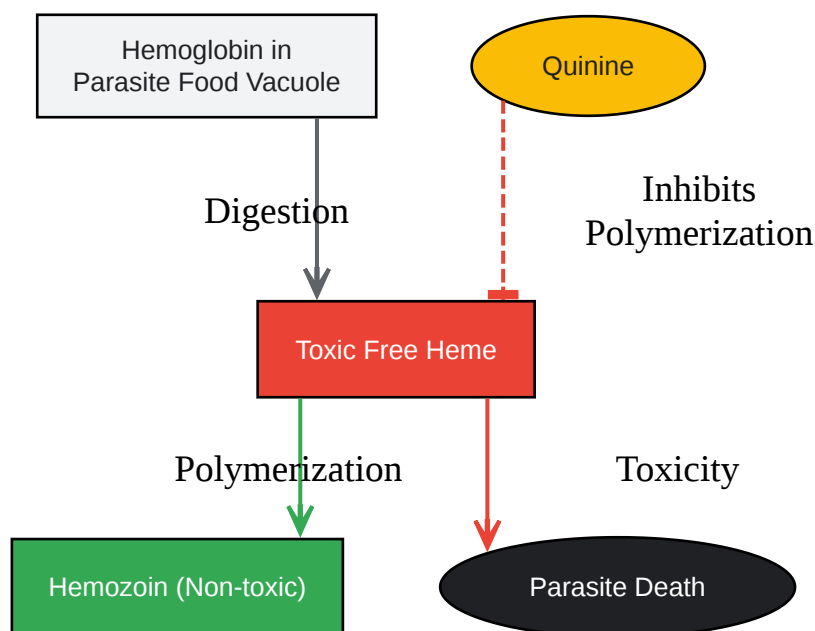 Hemoglobin in
Parasite Food Vacuole
Quinine
Digestion
Inhibits
Polymerization
Toxic Free Heme
Polymerization
Toxicity
Hemozoin (Non-toxic)
Parasite Death